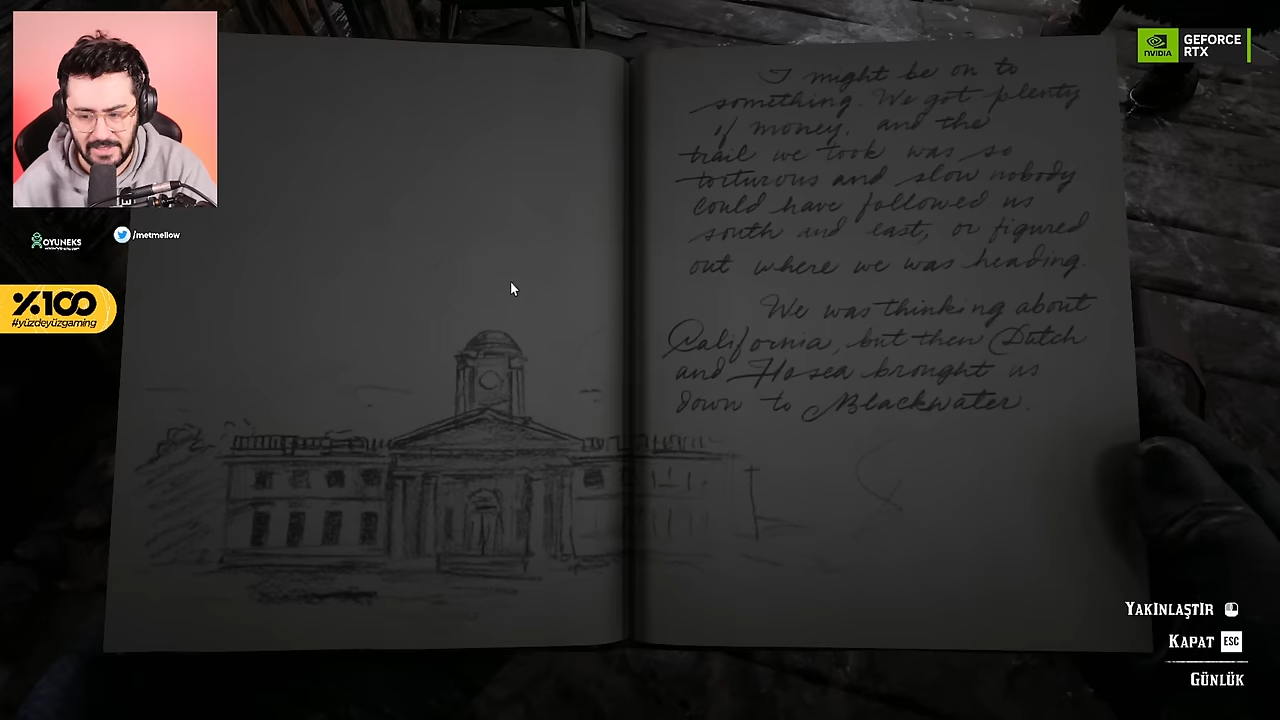 NVIDIA
GEFORCE
RTX
OYUNEKS
/metmellow
%100
#yüzdeyüzgaming
I might be on to
something. We got plenty
of money. and the
trail we took was so
torturous and slow nobody
could have followed us
south and east, or figured
out where we was heading.
We was thinking about
California, but then Dutch
and Hosea brought us
down to Blackwater.
YAKINLAŞTIR
KAPAT ESC
GÜNLÜK